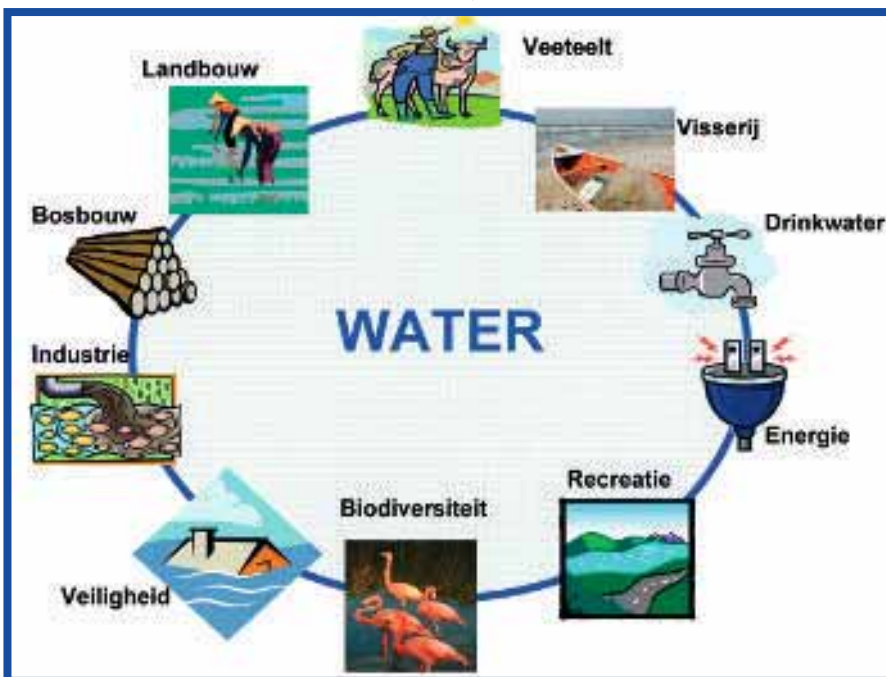 Veeteelt
Landbouw
Visserij
Bosbouw
Drinkwater
WATER
Industrie
Energie
Recreatie
Biodiversiteit
Veiligheid